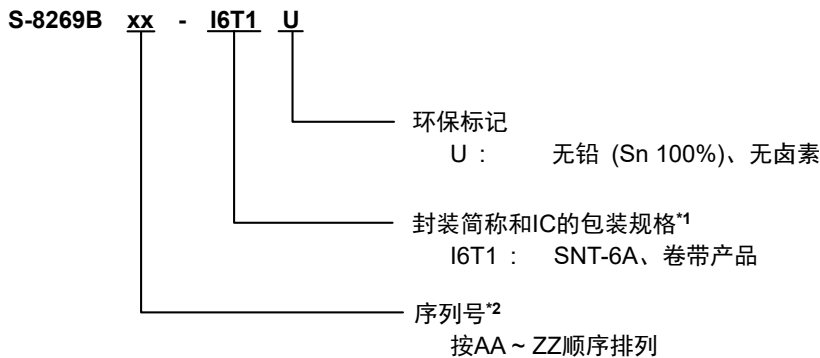 S-8269B xx - I6T1 U
环保标记
U : 无铅 (Sn 100%)、无卤素
封装简称和IC的包装规格*1
I6T1 : SNT-6A、卷带产品
序列号*2
按AA ~ ZZ顺序排列